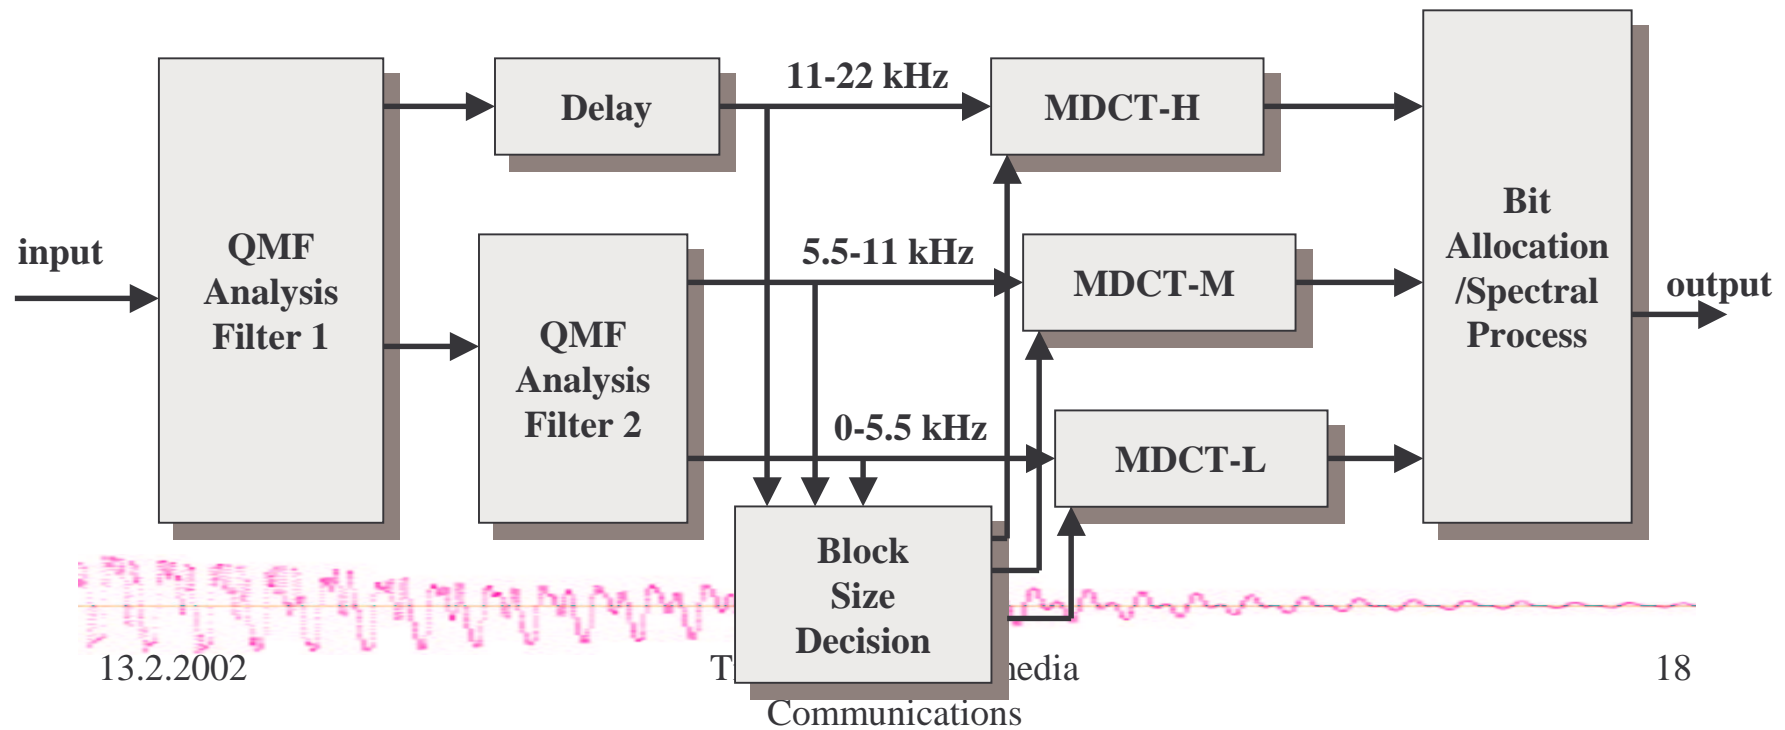 input
QMF
Analysis
Filter 1
Delay
QMF
Analysis
Filter 2
11-22 kHz
5.5-11 kHz
0-5.5 kHz
MDCT-H
MDCT-M
MDCT-L
Block
Size
Decision
Bit
Allocation
/Spectral
Process
output
13.2.2002
Communications
18